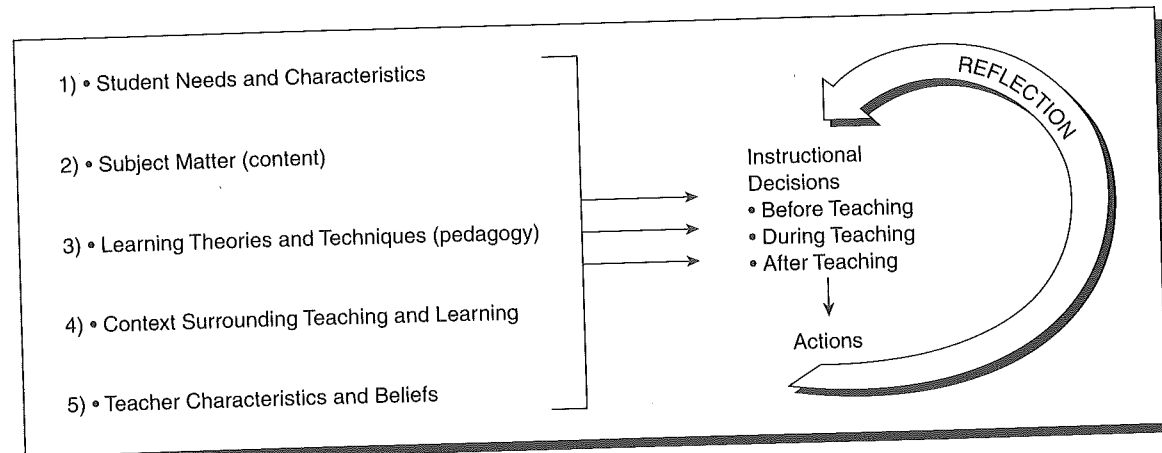 1) • Student Needs and Characteristics
2) • Subject Matter (content)
3) • Learning Theories and Techniques (pedagogy)
4) • Context Surrounding Teaching and Learning
5) • Teacher Characteristics and Beliefs
Instructional
Decisions
• Before Teaching
• During Teaching
• After Teaching
Actions
REFLECTION